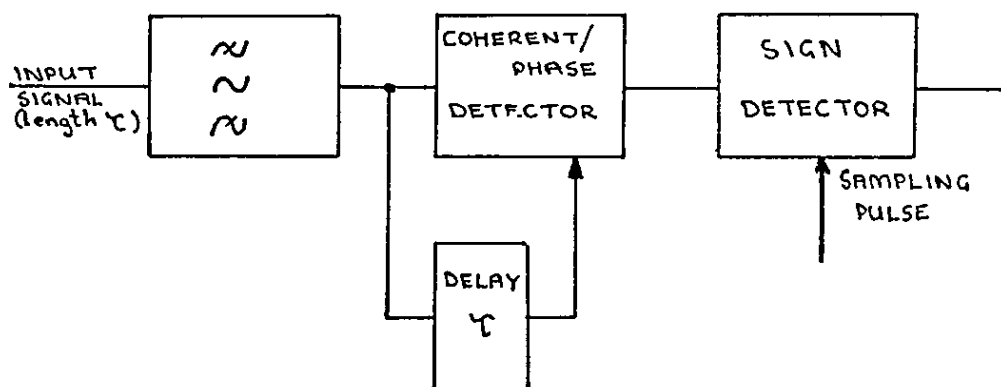 INPUT
SIGNAL
(length τ)
≈
~
≈
COHERENT/
PHASE
DETECTOR
SIGN
DETECTOR
SAMPLING
PULSE
DELAY
τ